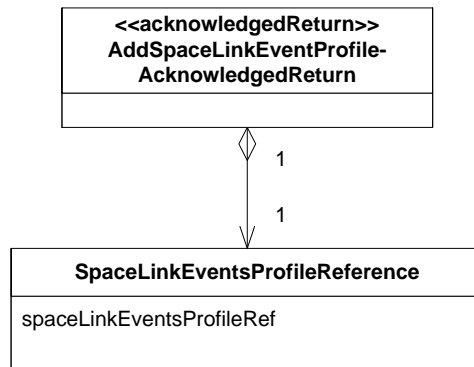 <<acknowledgedReturn>>
AddSpaceLinkEventProfile-
AcknowledgedReturn
1
1
SpaceLinkEventsProfileReference
spaceLinkEventsProfileRef